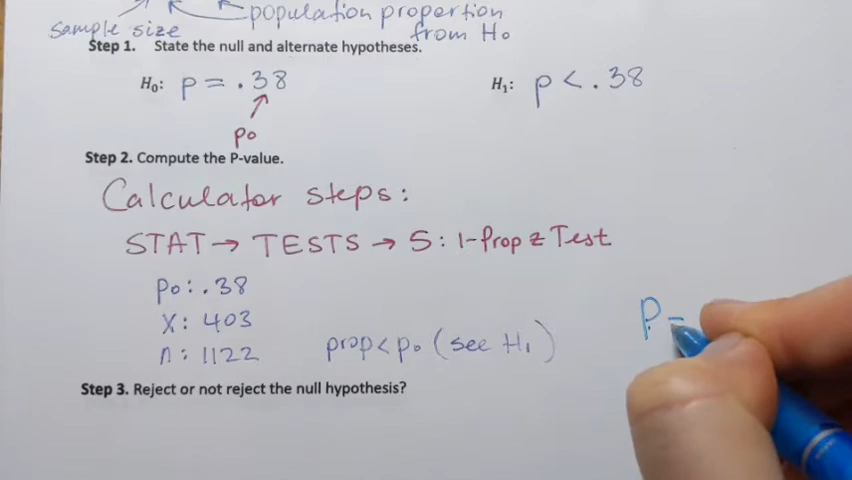 population proportion
sample size
from H₀
Step 1. State the null and alternate hypotheses.
H₀: p = .38
H₁: p < .38
p₀
Step 2. Compute the P-value.
Calculator steps:
STAT → TESTS → 5: 1-Prop z Test
p₀: .38
x: 403
n: 1122
prop < p₀ (see H₁)
P-
Step 3. Reject or not reject the null hypothesis?